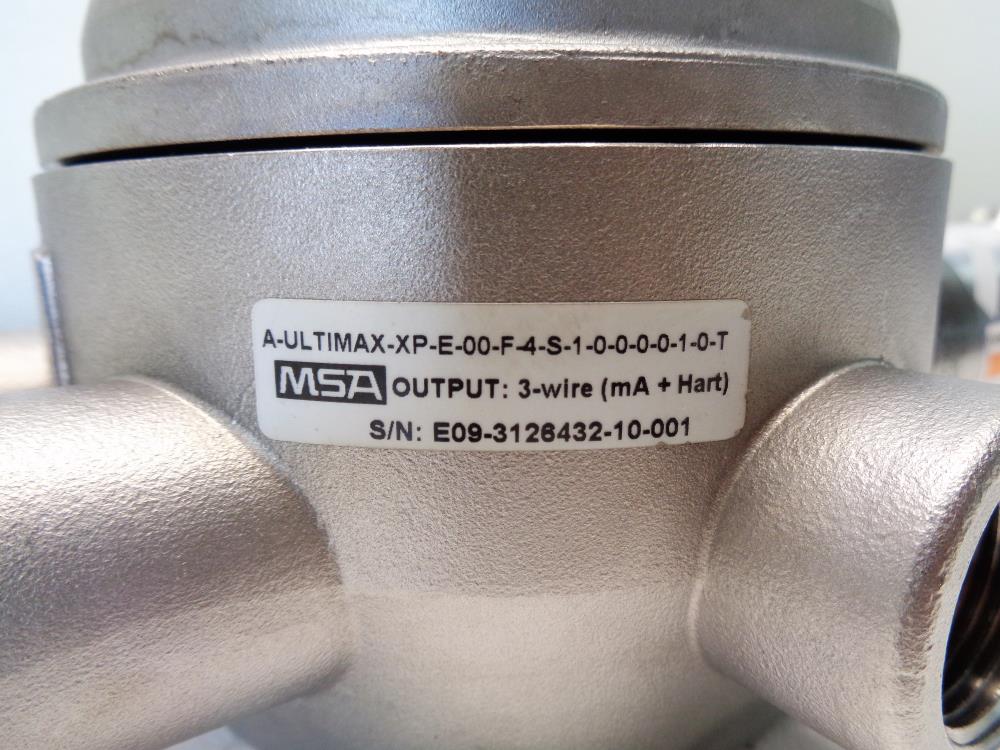 A-ULTIMAX-XP-E-00-F-4-S-1-0-0-0-0-1-0-T
MSA OUTPUT: 3-wire (mA + Hart)
S/N: E09-3126432-10-001